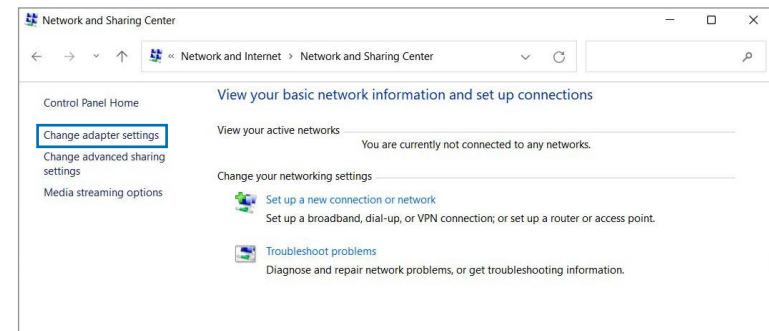 Network and Sharing Center
« Network and Internet > Network and Sharing Center
Control Panel Home
Change adapter settings
Change advanced sharing
settings
Media streaming options
View your basic network information and set up connections
View your active networks
You are currently not connected to any networks.
Change your networking settings
Set up a new connection or network
Set up a broadband, dial-up, or VPN connection; or set up a router or access point.
Troubleshoot problems
Diagnose and repair network problems, or get troubleshooting information.